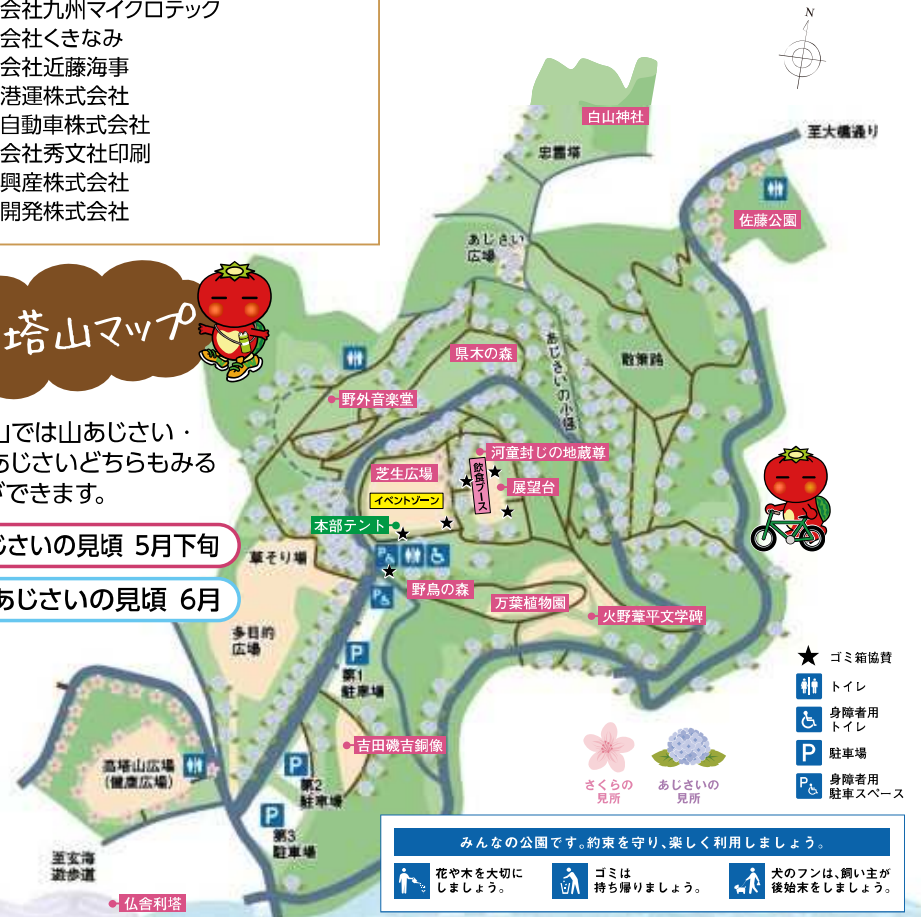 会社九州マイクロテック
会社くきなみ
会社近藤海事
港運株式会社
自動車株式会社
会社秀文社印刷
興産株式会社
開発株式会社
N
白山神社
忠霊塔
至大橋通り
佐藤公園
あじさい
広場
塔山マップ
県木の森
あじさいの小径
散策路
野外音楽堂
山では山あじさい・
あじさいどちらもみる
ができます。
河童封じの地蔵尊
芝生広場
飲食ブース
展望台
イベントゾーン
本部テント
じさいの見頃 5月下旬
草そり場
あじさいの見頃 6月
野鳥の森
万葉植物園
火野葦平文学碑
多目的
広場
P
第1
駐車場
吉田磯吉銅像
高塔山広場
(健康広場)
P
第2
駐車場
P
第3
駐車場
至玄海
遊歩道
仏舎利塔
さくらの
見所
あじさいの
見所
ゴミ箱協賛
トイレ
身障者用
トイレ
P
駐車場
P
身障者用
駐車スペース
みんなの公園です。約束を守り、楽しく利用しましょう。
花や木を大切に
しましょう。
ゴミは
持ち帰りましょう。
犬のフンは、飼い主が
後始末をしましょう。